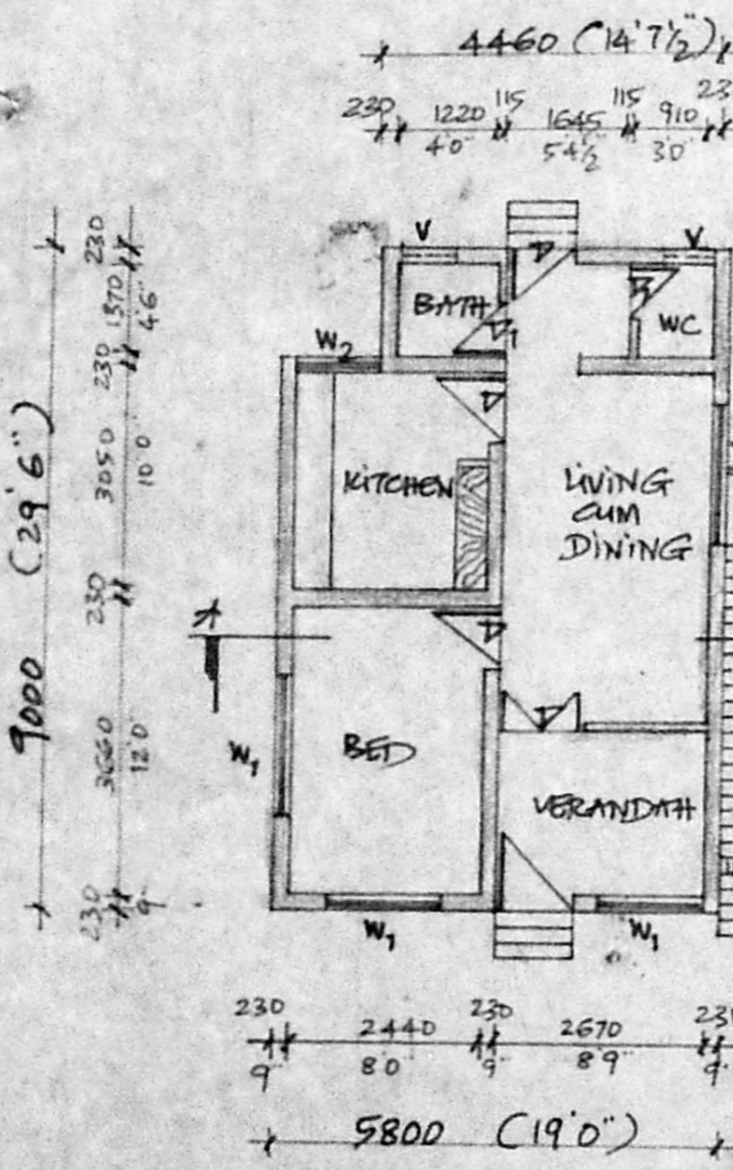 4460 (14'7½")
230 1220 115 1645 115 910 23
4'0" 5'4½" 3'0"
V V
D
BATH WC
D1
W2
D
KITCHEN
LIVING
CUM
DINING
D
A
BED
D
W1
VERANDAH
W1 W1
9000 (29'6")
230 1370 230 3050 230 3660 230
4'6" 10'0" 12'0" 9"
230 2440 230 2670 23
9" 8'0" 9" 8'9" 9"
5800 (19'0")